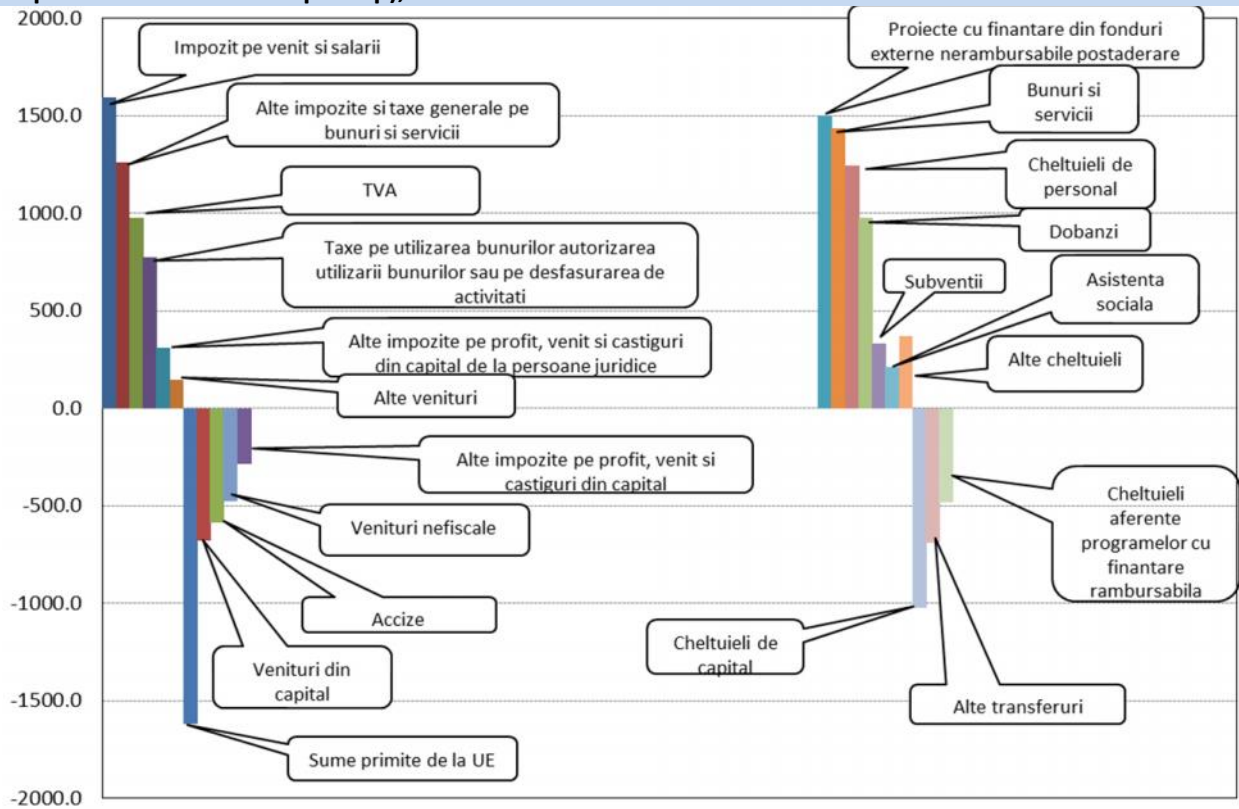 2000.0
1500.0
1000.0
500.0
0.0
-500.0
-1000.0
-1500.0
-2000.0
Impozit pe venit si salarii
Alte impozite si taxe generale pe
bunuri si servicii
TVA
Taxe pe utilizarea bunurilor autorizarea
utilizarii bunurilor sau pe desfasurarea de
activitati
Alte impozite pe profit, venit si castiguri
din capital de la persoane juridice
Alte venituri
Alte impozite pe profit, venit si
castiguri din capital
Venituri nefiscale
Accize
Venituri din
capital
Sume primite de la UE
Proiecte cu finantare din fonduri
externe nerambursabile postaderare
Bunuri si
servicii
Cheltuieli de
personal
Dobanzi
Subventii
Asistenta
sociala
Alte cheltuieli
Cheltuieli
aferente
programelor cu
finantare
rambursabila
Cheltuieli de
capital
Alte transferuri